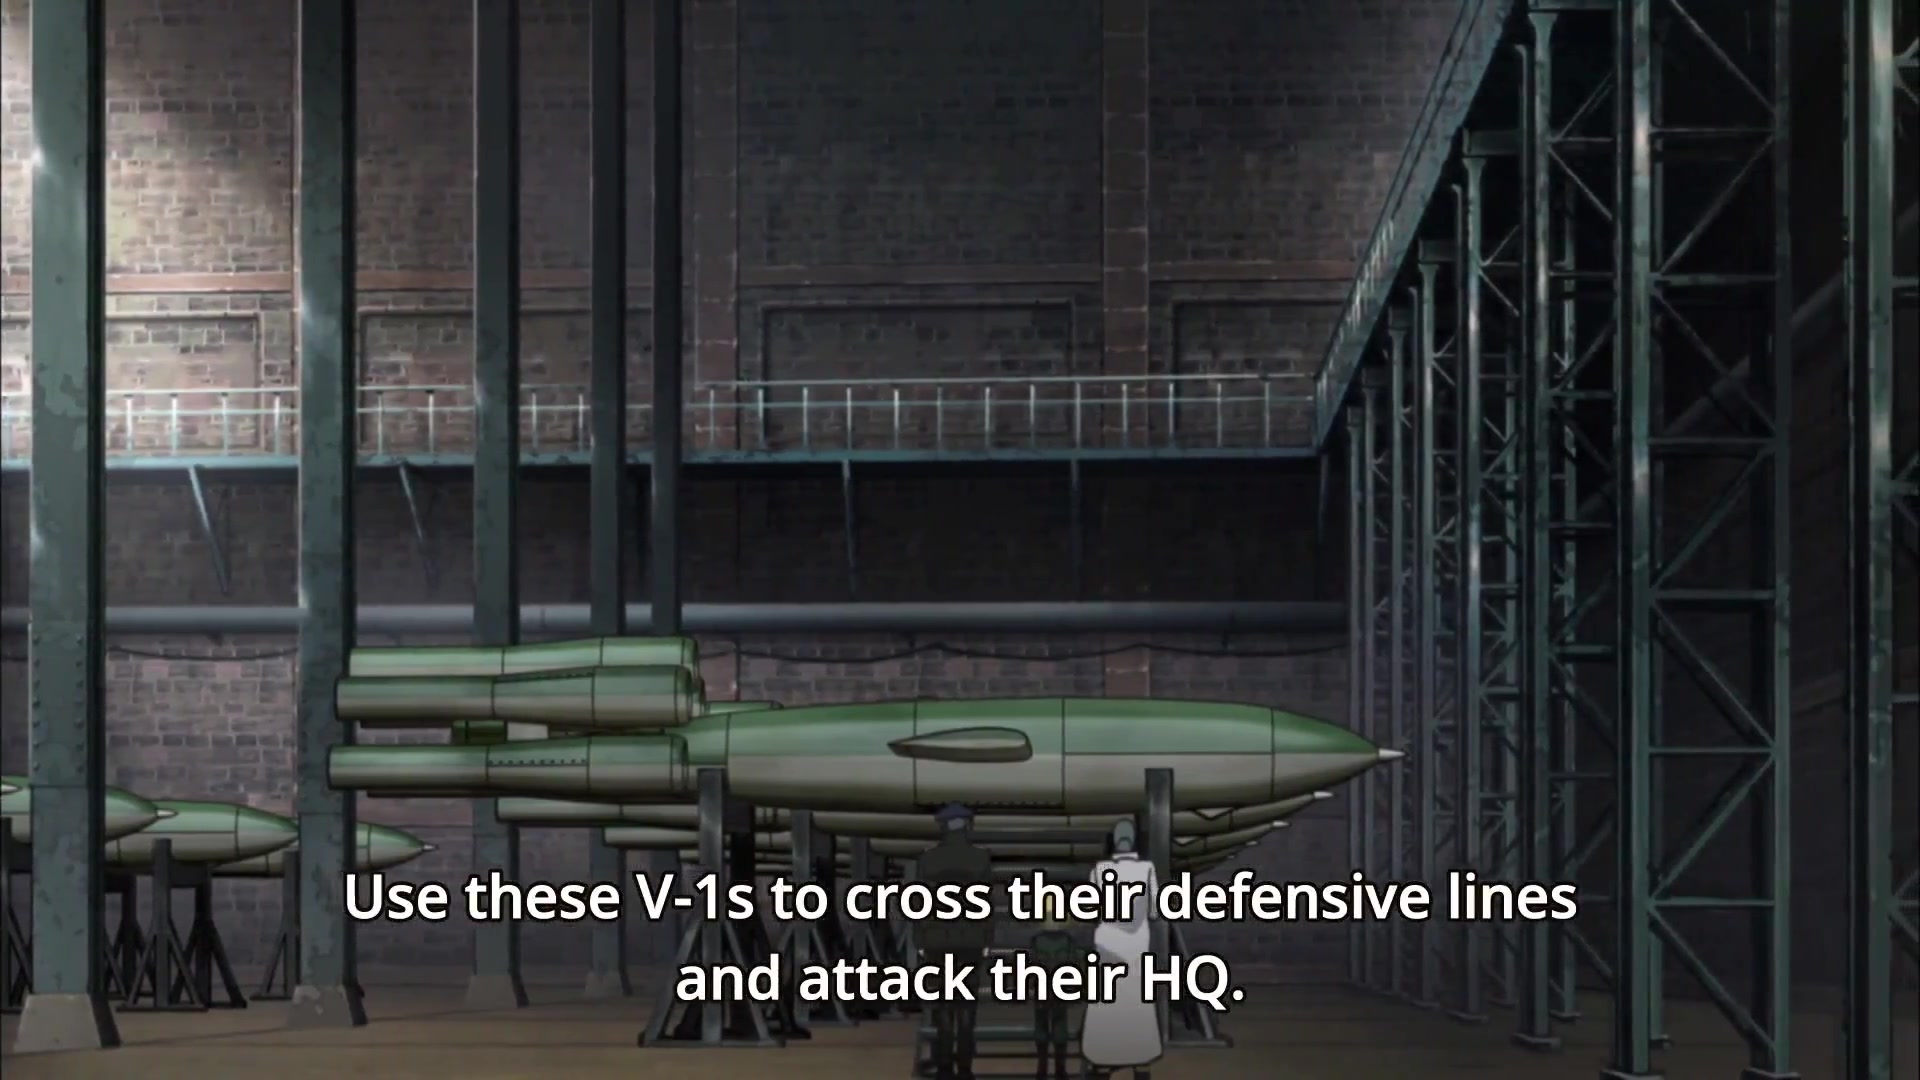 Use these V-1s to cross their defensive lines
and attack their HQ.